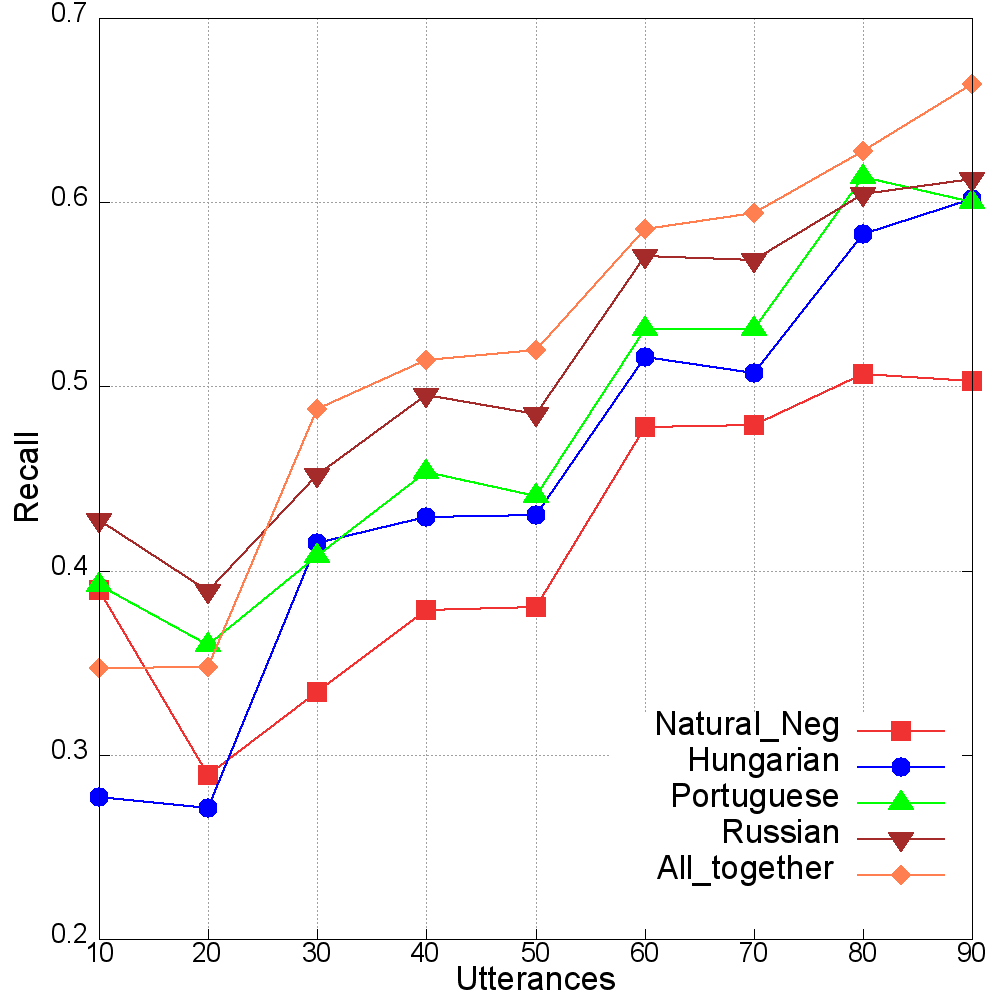 0.7
0.6
0.5
0.4
0.3
0.2
Recall
Natural_Neg
Hungarian
Portuguese
Russian
All_together
10 20 30 40 50 60 70 80 90
Utterances